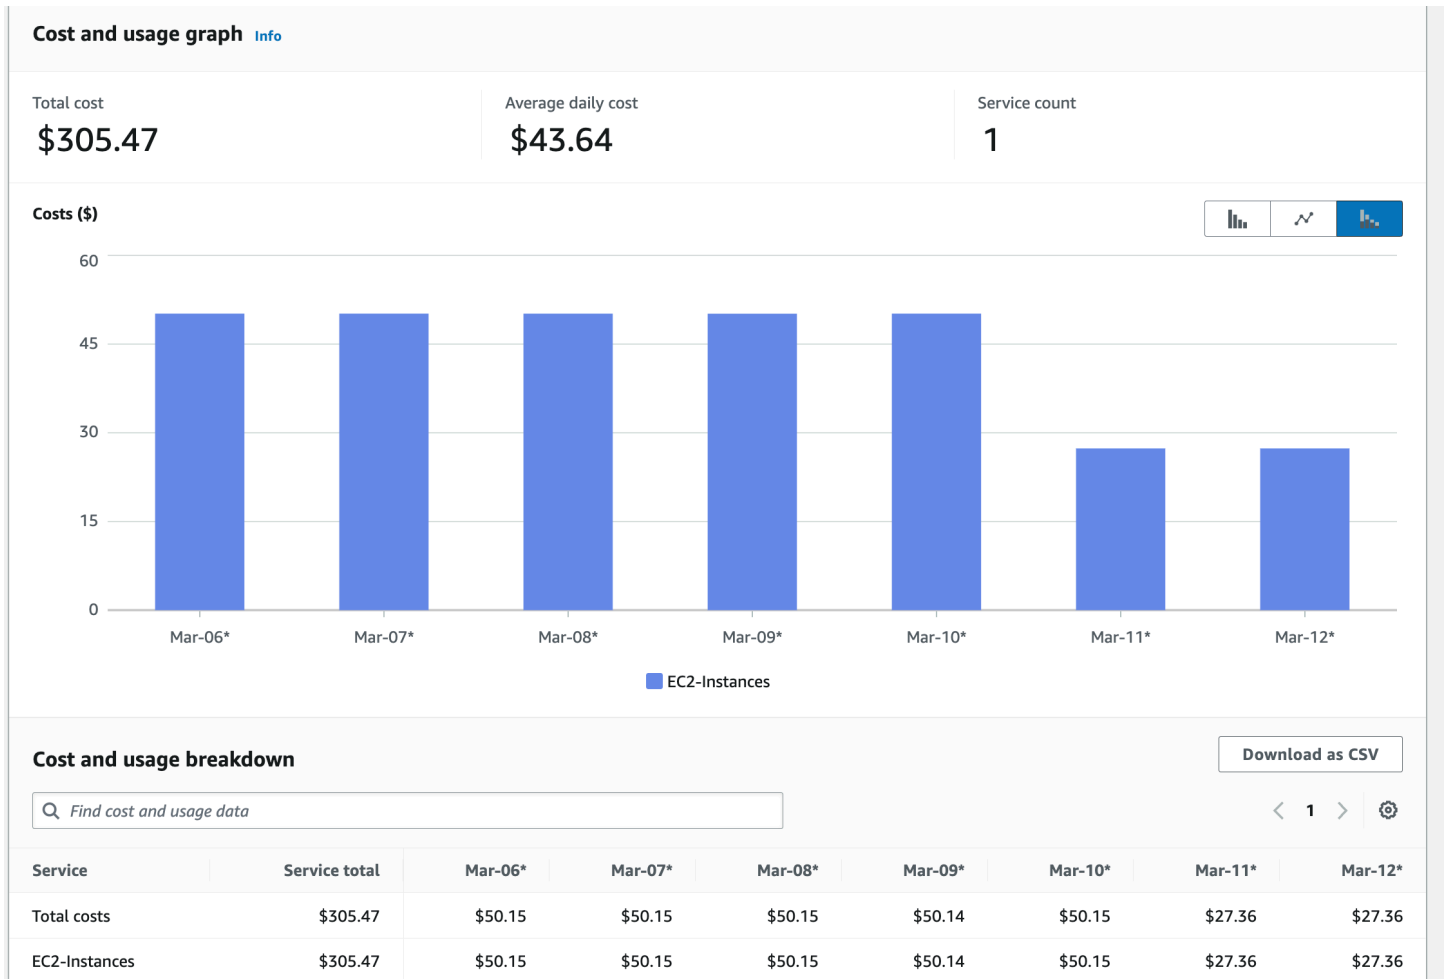 Cost and usage graph Info
Total cost
$305.47
Average daily cost
$43.64
Service count
1
Costs ($)
60
45
30
15
0
Mar-06* Mar-07* Mar-08* Mar-09* Mar-10* Mar-11* Mar-12*
EC2-Instances
Cost and usage breakdown
Download as CSV
Find cost and usage data
1
Service Service total Mar-06* Mar-07* Mar-08* Mar-09* Mar-10* Mar-11* Mar-12*
Total costs $305.47 $50.15 $50.15 $50.15 $50.14 $50.15 $27.36 $27.36
EC2-Instances $305.47 $50.15 $50.15 $50.15 $50.14 $50.15 $27.36 $27.36